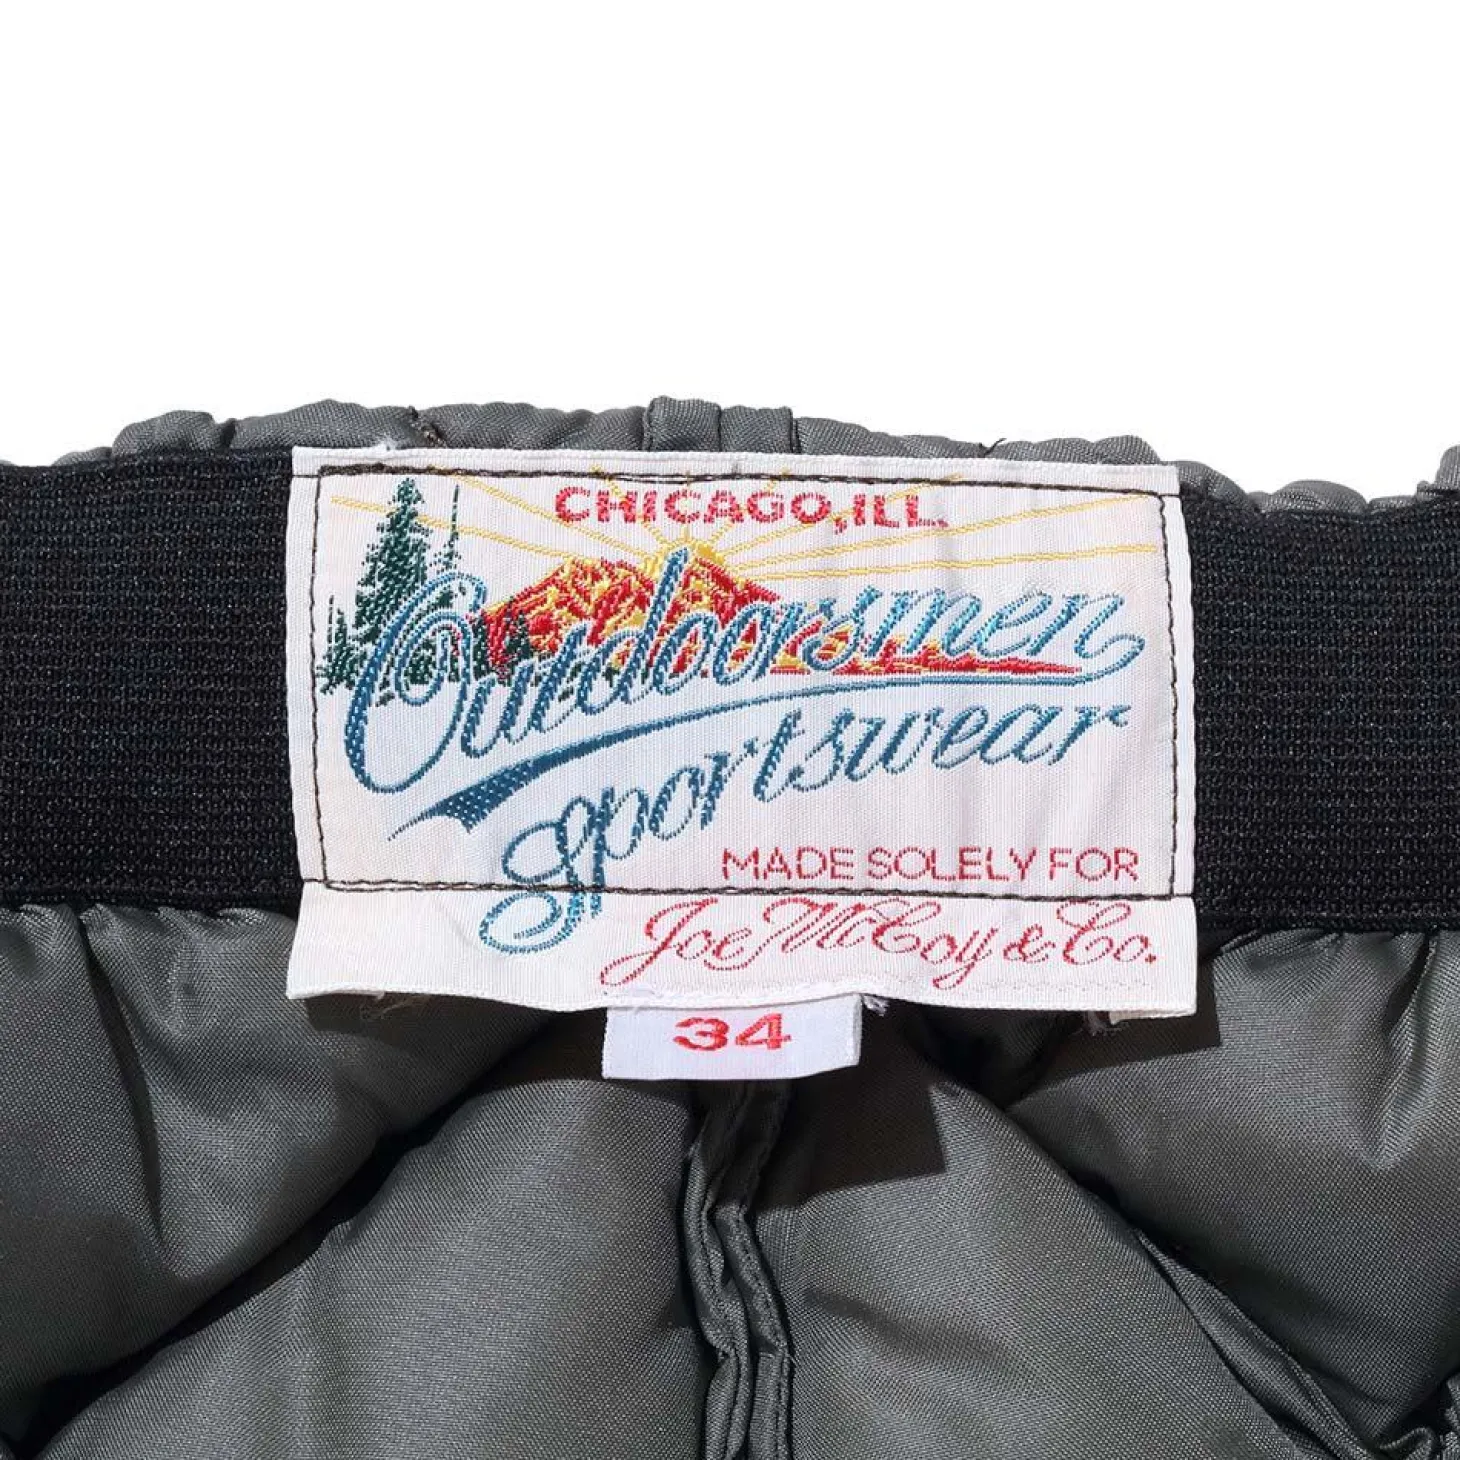 CHICAGO, ILL.
Outdoorsmen
Sportswear
MADE SOLELY FOR
Joe McCoy & Co.
34